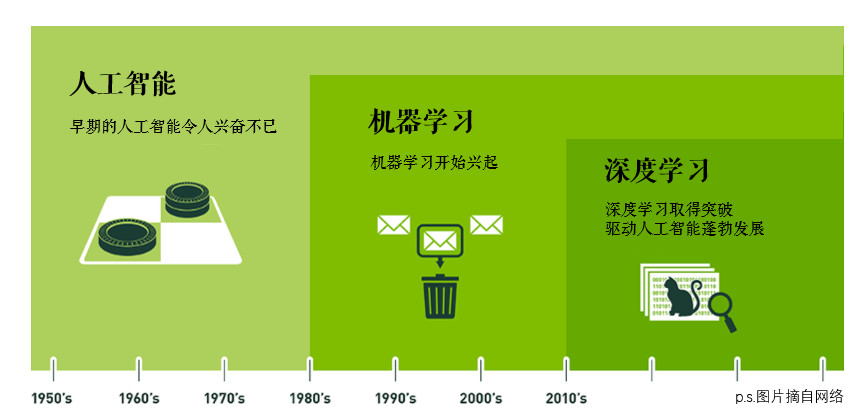 人工智能
早期的人工智能令人兴奋不已
机器学习
机器学习开始兴起
深度学习
深度学习取得突破
驱动人工智能蓬勃发展
1950's 1960's 1970's 1980's 1990's 2000's 2010's
p.s.图片摘自网络